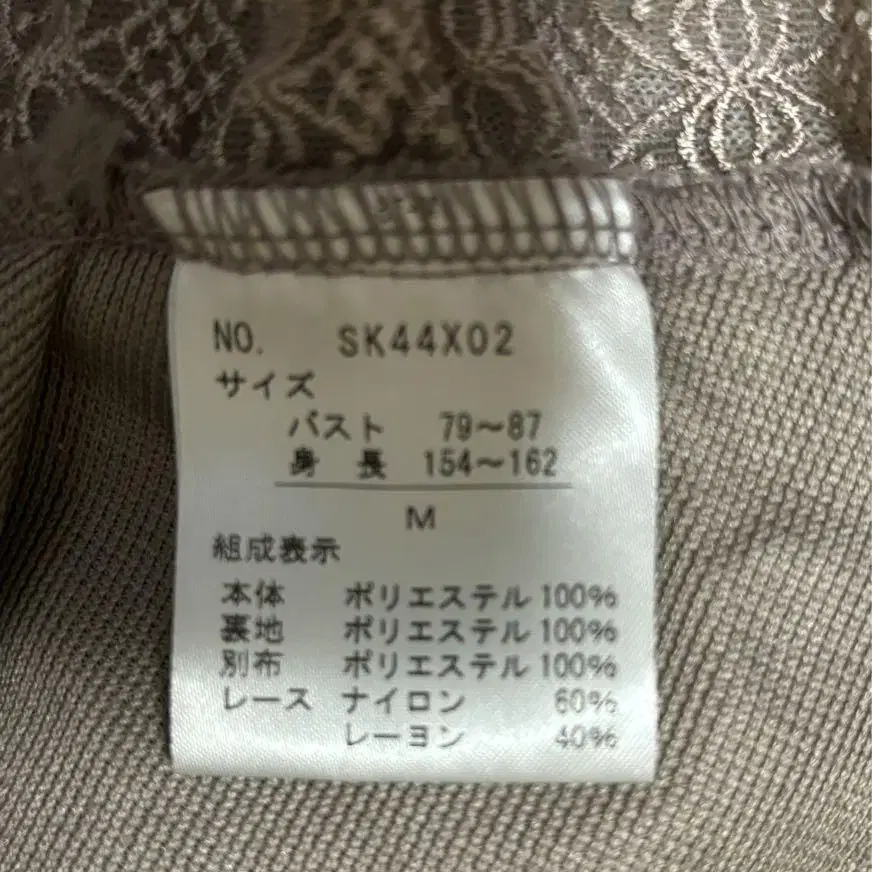 NO. SK44X02
サイズ
バスト 79～87
身長 154～162
M
組成表示
本体 ポリエステル 100%
裏地 ポリエステル 100%
別布 ポリエステル 100%
レース ナイロン 60%
レーヨン 40%